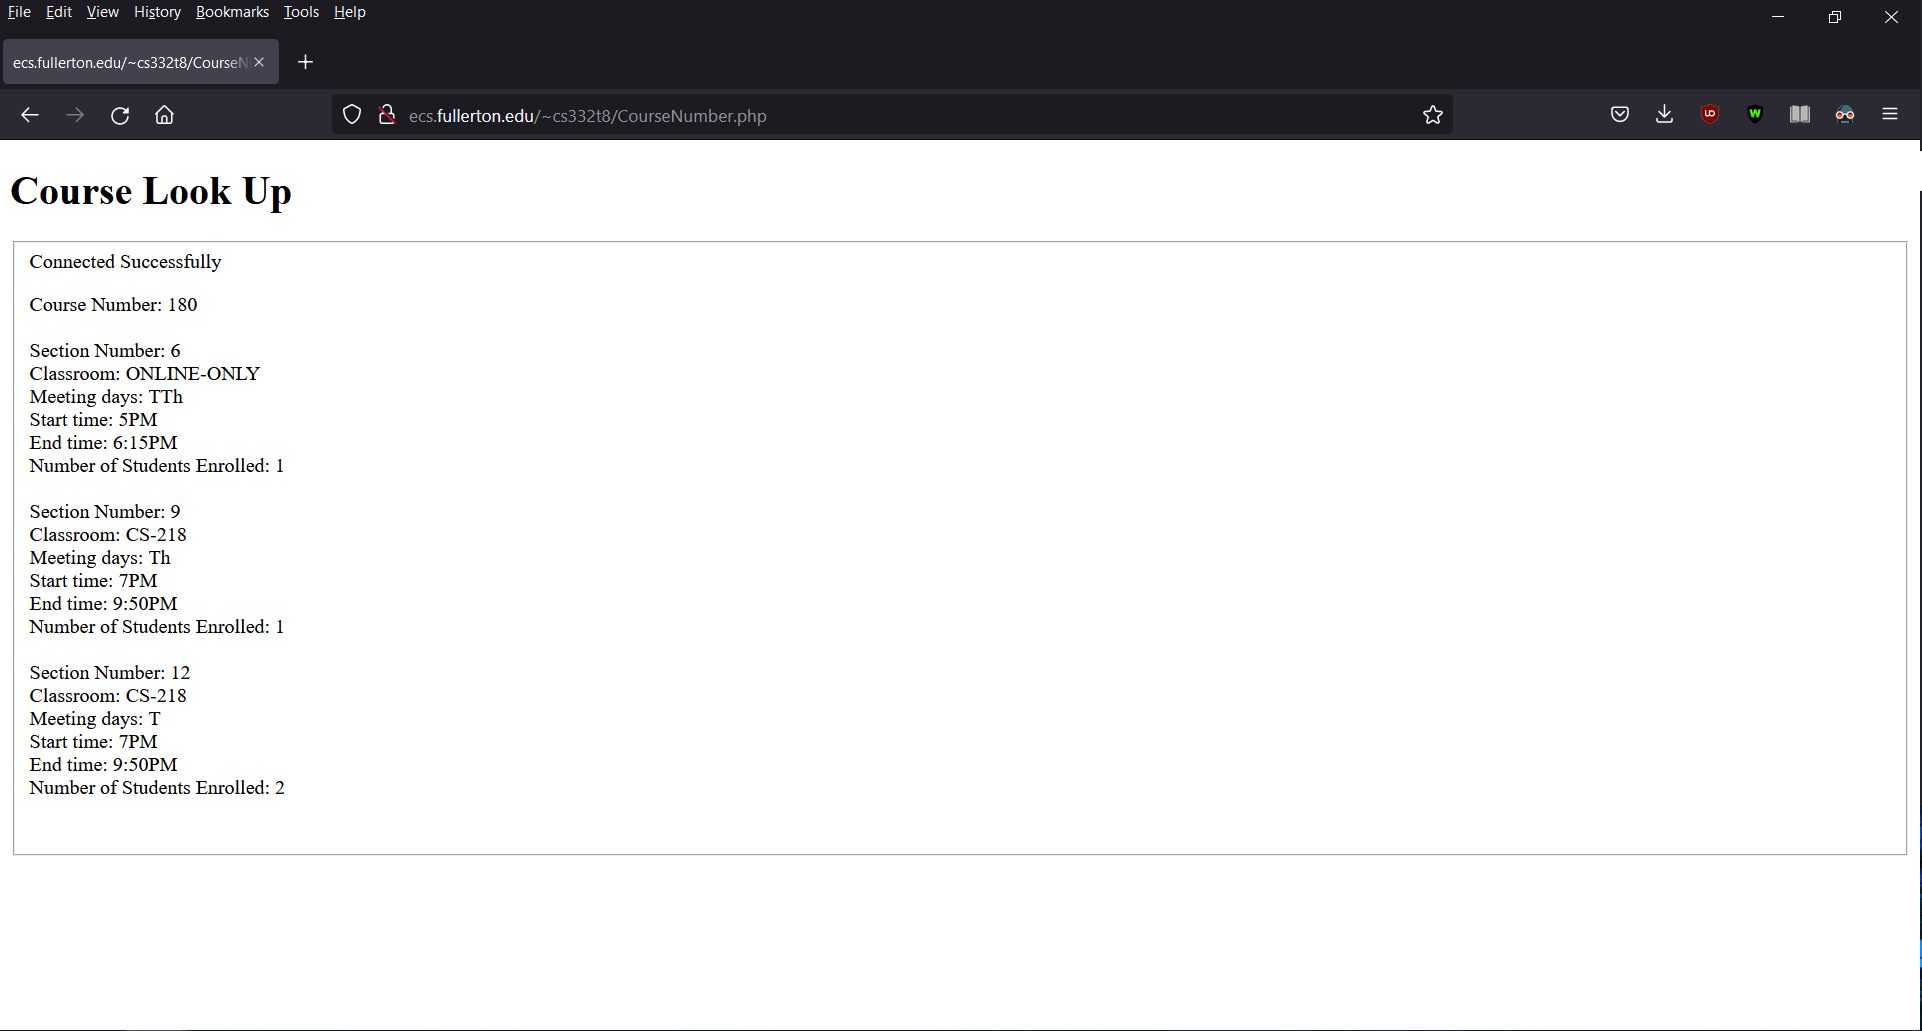 File Edit View History Bookmarks Tools Help
ecs.fullerton.edu/~cs332t8/CourseN
ecs.fullerton.edu/~cs332t8/CourseNumber.php
Course Look Up
Connected Successfully
Course Number: 180
Section Number: 6
Classroom: ONLINE-ONLY
Meeting days: TTh
Start time: 5PM
End time: 6:15PM
Number of Students Enrolled: 1
Section Number: 9
Classroom: CS-218
Meeting days: Th
Start time: 7PM
End time: 9:50PM
Number of Students Enrolled: 1
Section Number: 12
Classroom: CS-218
Meeting days: T
Start time: 7PM
End time: 9:50PM
Number of Students Enrolled: 2